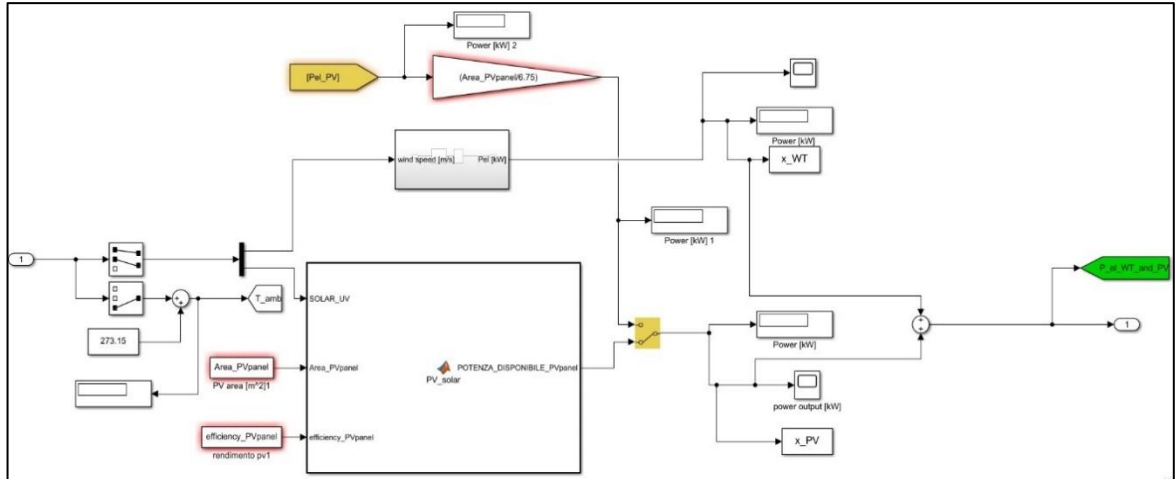 Power [kW] 2
[Pel_PV]
(Area_PVpanel/6.75)
Power [kW]
wind speed [m/s]
Pel [kW]
x_WT
Power [kW] 1
1
P_el_WT_and_PV
T_amb
SOLAR_UV
273.15
Power [kW]
1
Area_PVpanel
PV area [m^2]1
Area_PVpanel
PV_solar
POTENZA_DISPONIBILE_PVpanel
power output [kW]
efficiency_PVpanel
rendimento pv1
efficiency_PVpanel
x_PV